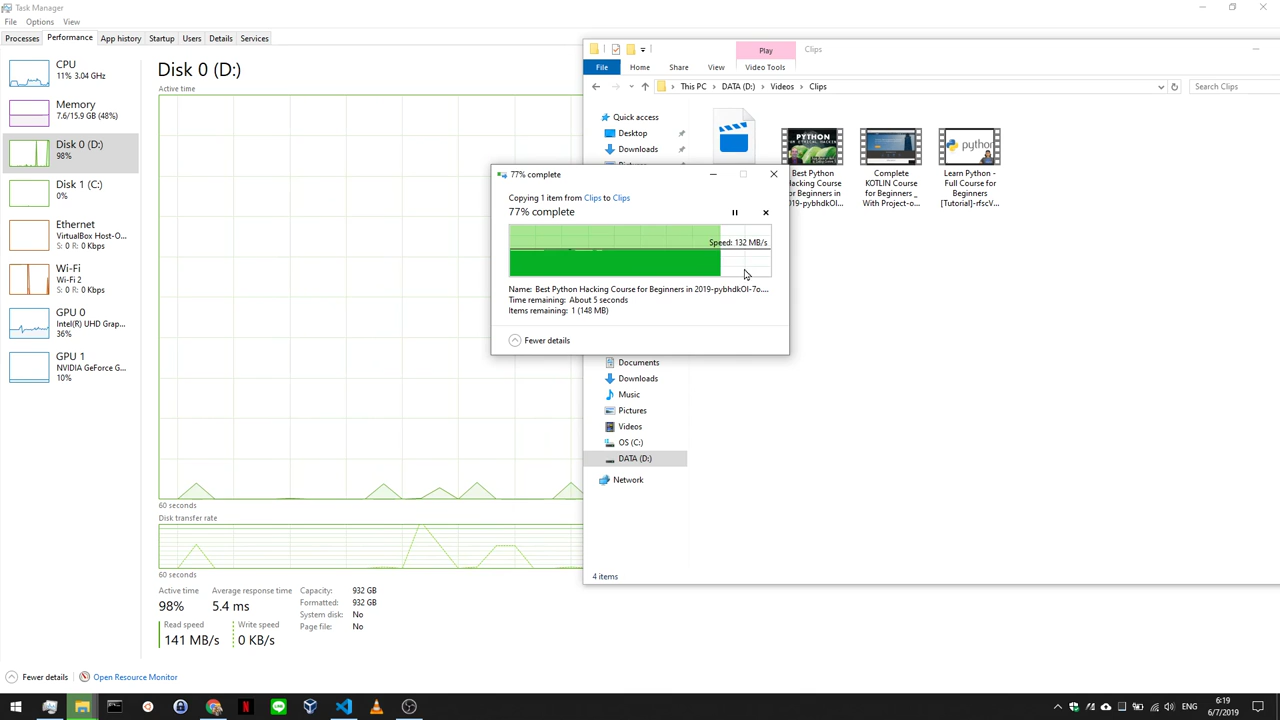 Task Manager
File Options View
Processes Performance App history Startup Users Details Services
CPU
11% 3.04 GHz
Memory
7.6/15.9 GB (48%)
Disk 0 (D:)
98%
Disk 1 (C:)
0%
Ethernet
VirtualBox Host-O...
S: 0 R: 0 Kbps
Wi-Fi
Wi-Fi 2
S: 0 R: 0 Kbps
GPU 0
Intel(R) UHD Grap...
36%
GPU 1
NVIDIA GeForce G...
10%
Disk 0 (D:)
Active time
60 seconds
Disk transfer rate
60 seconds
Active time
98%
Average response time
5.4 ms
Read speed
141 MB/s
Write speed
0 KB/s
Capacity: 932 GB
Formatted: 932 GB
System disk: No
Page file: No
Fewer details
Open Resource Monitor
Play
Clips
File Home Share View Video Tools
This PC DATA (D:) Videos Clips
Search Clips
Quick access
Desktop
Downloads
Documents
Downloads
Music
Pictures
Videos
OS (C:)
DATA (D:)
Network
4 items
PYTHON
Best Python
Hacking Course
for Beginners in
2019-pybhdkOI...
Complete
KOTLIN Course
for Beginners _
With Project-o...
python
Learn Python -
Full Course for
Beginners
[Tutorial]-rfscV...
77% complete
Copying 1 item from Clips to Clips
77% complete
Speed: 132 MB/s
Name: Best Python Hacking Course for Beginners in 2019-pybhdkOI-7o....
Time remaining: About 5 seconds
Items remaining: 1 (148 MB)
Fewer details
ENG
6:19
6/7/2019